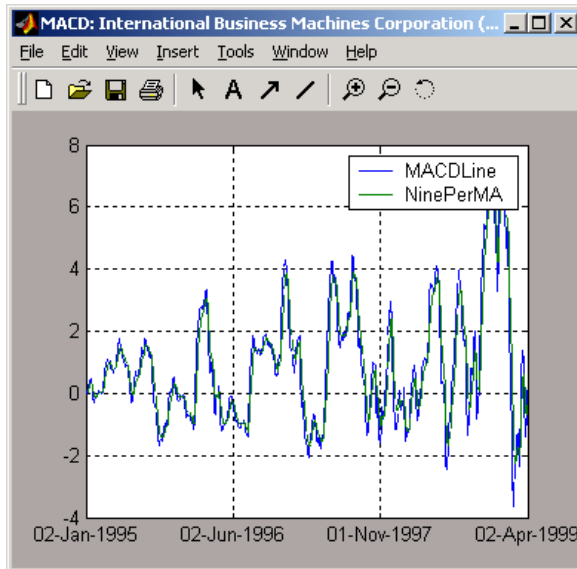 MACD: International Business Machines Corporation (...
File Edit View Insert Tools Window Help
A
8
MACDLine
NinePerMA
6
4
2
0
-2
-4
02-Jan-1995 02-Jun-1996 01-Nov-1997 02-Apr-1999